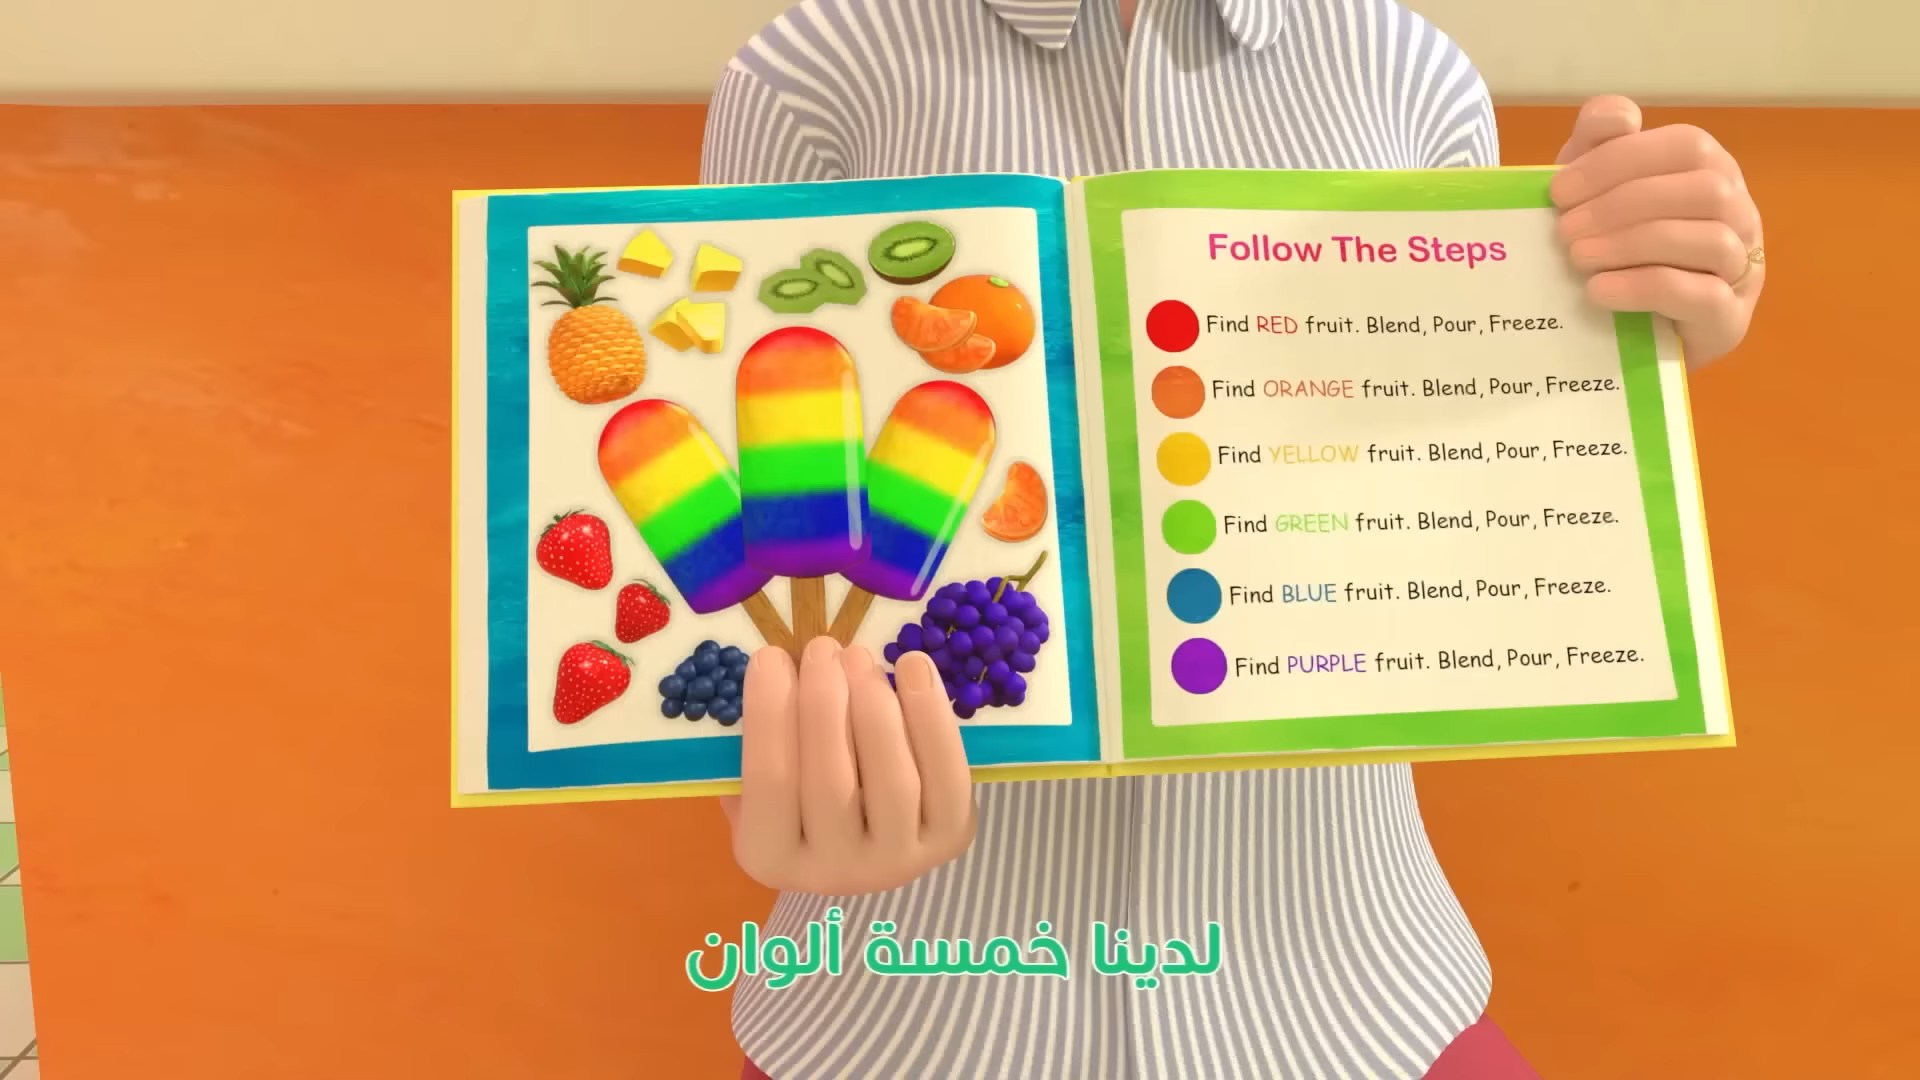 Follow The Steps
Find RED fruit. Blend, Pour, Freeze.
Find ORANGE fruit. Blend, Pour, Freeze.
Find YELLOW fruit. Blend, Pour, Freeze.
Find GREEN fruit. Blend, Pour, Freeze.
Find BLUE fruit. Blend, Pour, Freeze.
Find PURPLE fruit. Blend, Pour, Freeze.
لدينا خمسة ألوان